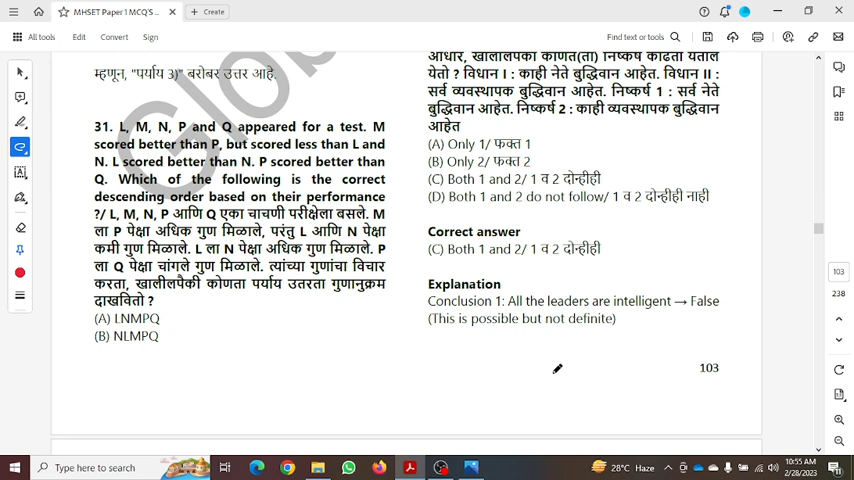 MHSET Paper 1 MCQ'S ..
Create
All tools
Edit
Convert
Sign
Find text or tools
म्हणून, "पर्याय 3)" बरोबर उत्तर आहे.
31. L, M, N, P and Q appeared for a test. M
scored better than P, but scored less than L and
N. L scored better than N. P scored better than
Q. Which of the following is the correct
descending order based on their performance
?/ L, M, N, P आणि Q एका चाचणी परीक्षेला बसले. M
ला P पेक्षा अधिक गुण मिळाले, परंतु L आणि N पेक्षा
कमी गुण मिळाले. L ला N पेक्षा अधिक गुण मिळाले. P
ला Q पेक्षा चांगले गुण मिळाले. त्यांच्या गुणांचा विचार
करता, खालीलपैकी कोणता पर्याय उतरता गुणानुक्रम
दाखवितो ?
(A) LNMPQ
(B) NLMPQ
आधारे, खालीलपैकी कोणते(तो) निष्कर्ष काढता येतील
येतो ? विधान I : काही नेते बुद्धिवान आहेत. विधान II :
सर्व व्यवस्थापक बुद्धिवान आहेत. निष्कर्ष 1 : सर्व नेते
बुद्धिवान आहेत. निष्कर्ष 2 : काही व्यवस्थापक बुद्धिवान
आहेत
(A) Only 1/ फक्त 1
(B) Only 2/ फक्त 2
(C) Both 1 and 2/ 1 व 2 दोन्हीही
(D) Both 1 and 2 do not follow/ 1 व 2 दोन्हीही नाही
Correct answer
(C) Both 1 and 2/ 1 व 2 दोन्हीही
Explanation
Conclusion 1: All the leaders are intelligent → False
(This is possible but not definite)
103
Glob
103
238
Type here to search
28°C Haze
10:55 AM
2/28/2023
11